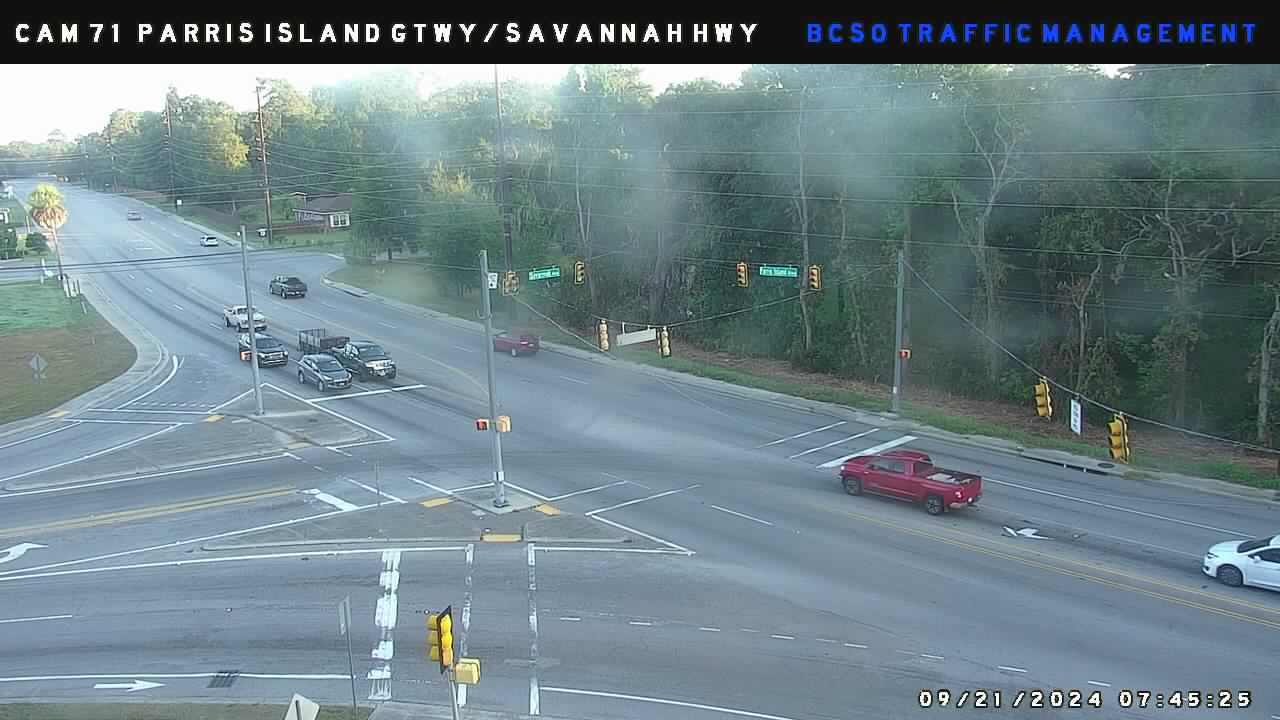 CAM 71 PARRIS ISLAND GTWY/SAVANNAH HWY
BCSO TRAFFIC MANAGEMENT
09/21/2024 07:45:25